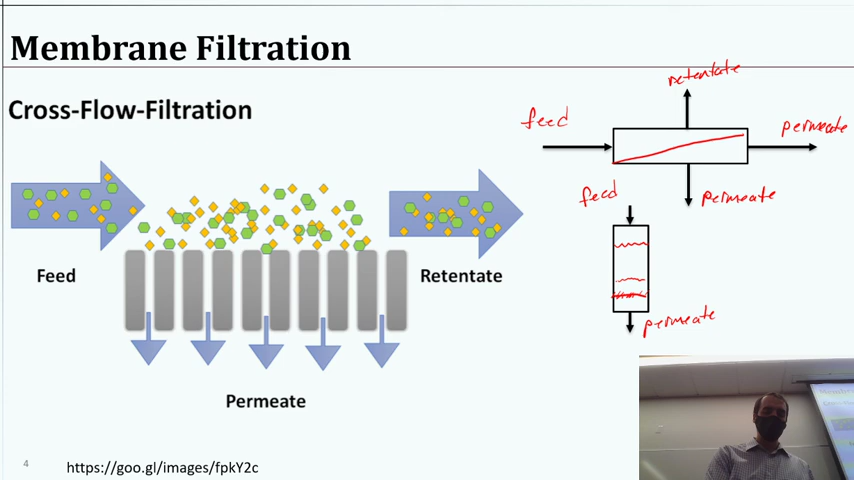 Membrane Filtration
Cross-Flow-Filtration
Feed
Retentate
Permeate
retentate
feed
permeate
permeate
feed
permeate
4
https://goo.gl/images/fpkY2c